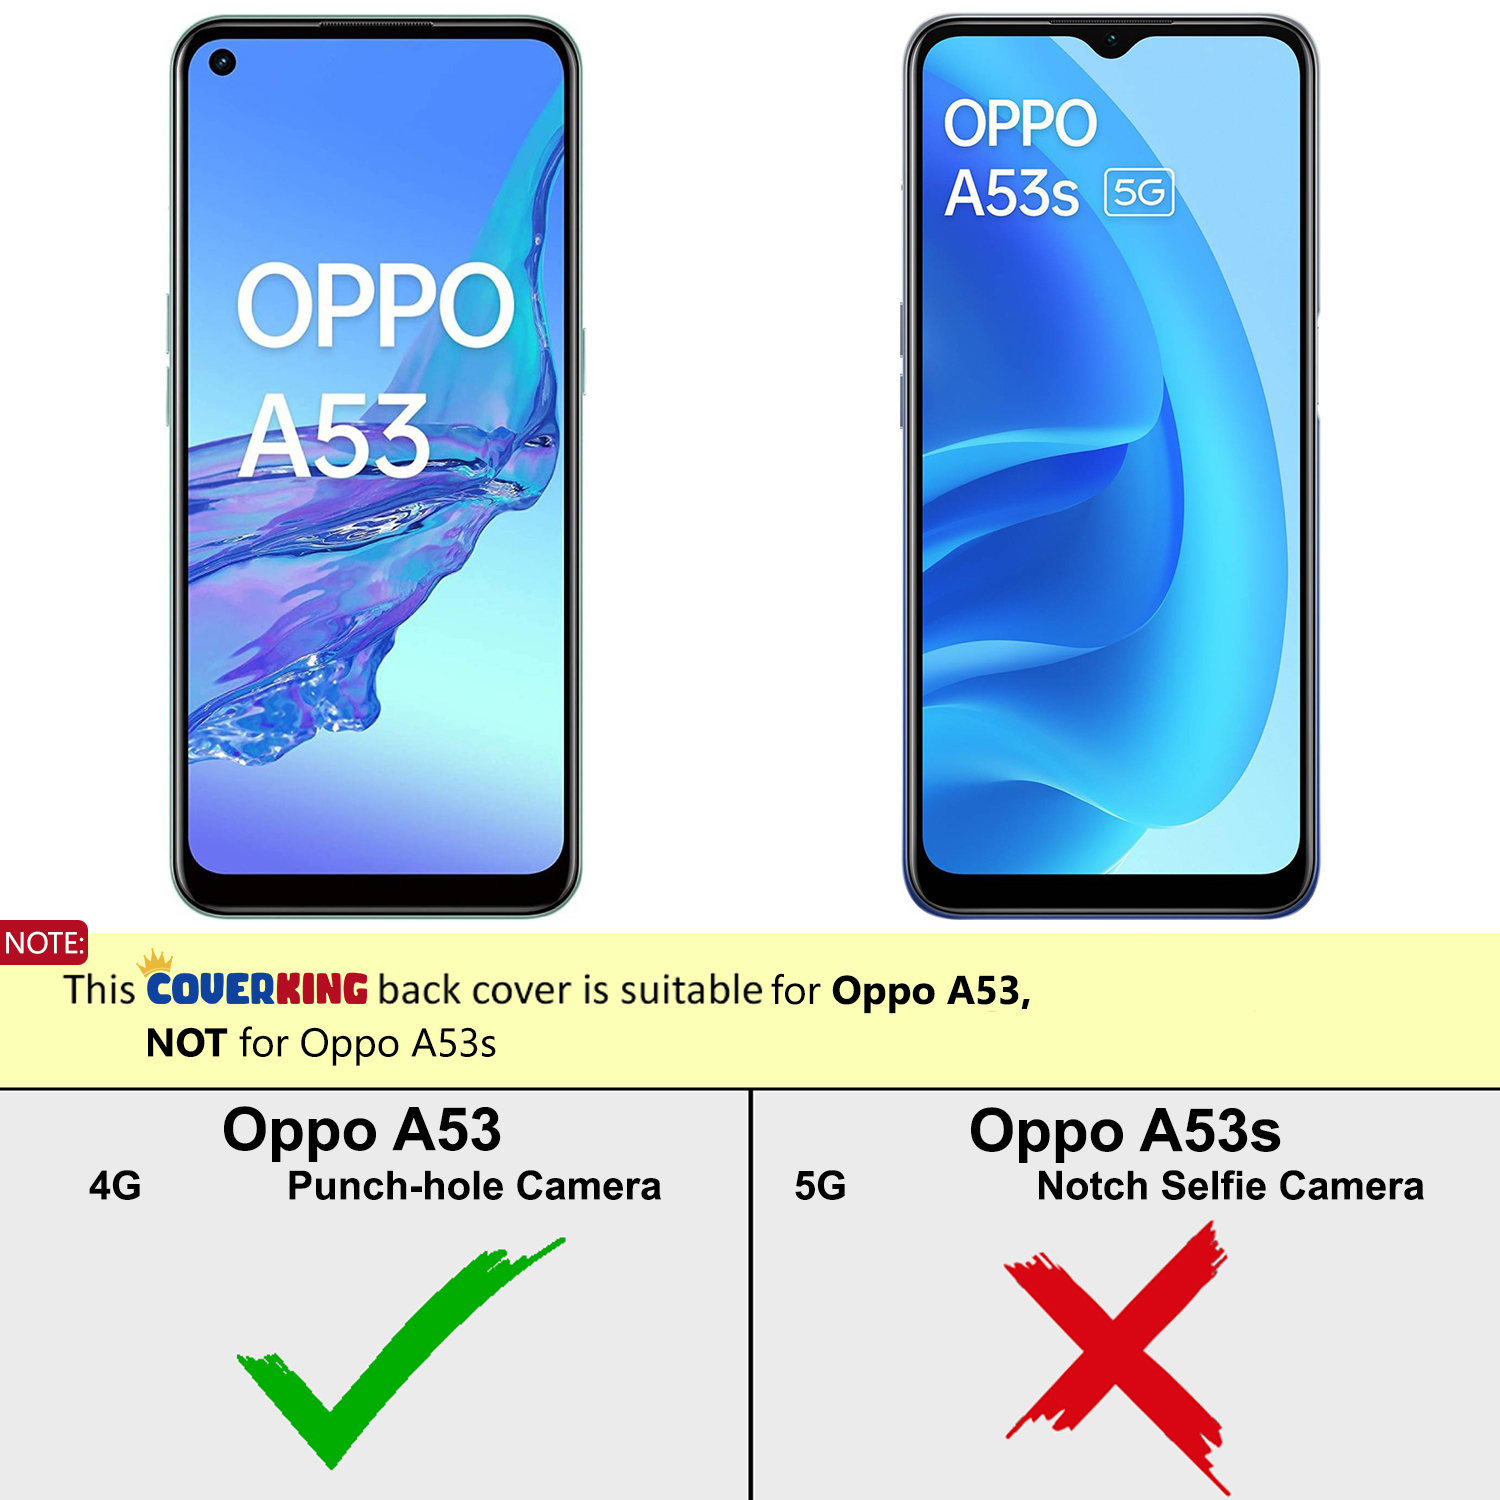 OPPO
A53
OPPO
A53s 5G
NOTE:
This COVERKING back cover is suitable for Oppo A53,
NOT for Oppo A53s
Oppo A53
4G Punch-hole Camera
Oppo A53s
5G Notch Selfie Camera